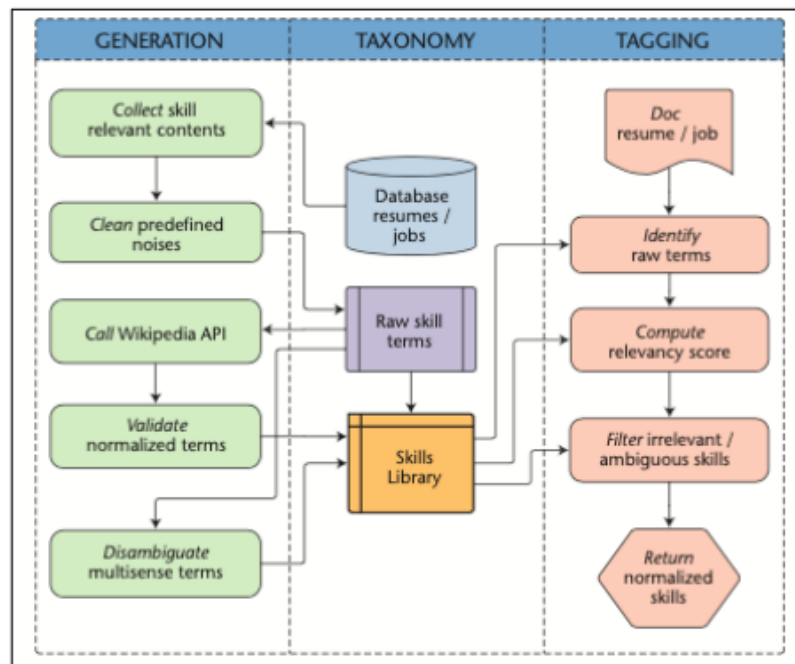 GENERATION
TAXONOMY
TAGGING
Collect skill
relevant contents
Clean predefined
noises
Call Wikipedia API
Validate
normalized terms
Disambiguate
multisense terms
Database
resumes /
jobs
Raw skill
terms
Skills
Library
Doc
resume / job
Identify
raw terms
Compute
relevancy score
Filter irrelevant /
ambiguous skills
Return
normalized
skills